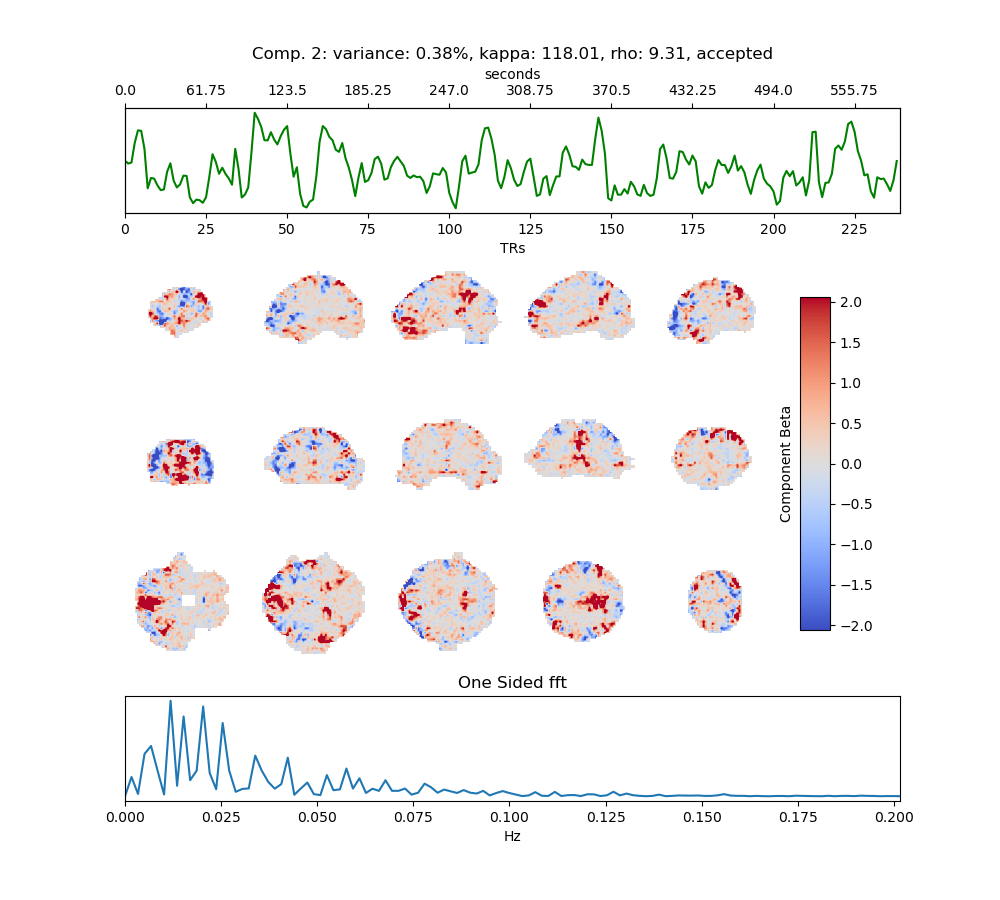 Comp. 2: variance: 0.38%, kappa: 118.01, rho: 9.31, accepted
seconds
0.0 61.75 123.5 185.25 247.0 308.75 370.5 432.25 494.0 555.75
0 25 50 75 100 125 150 175 200 225
TRs
2.0
1.5
1.0
0.5
0.0
−0.5
−1.0
−1.5
−2.0
Component Beta
One Sided fft
0.000 0.025 0.050 0.075 0.100 0.125 0.150 0.175 0.200
Hz